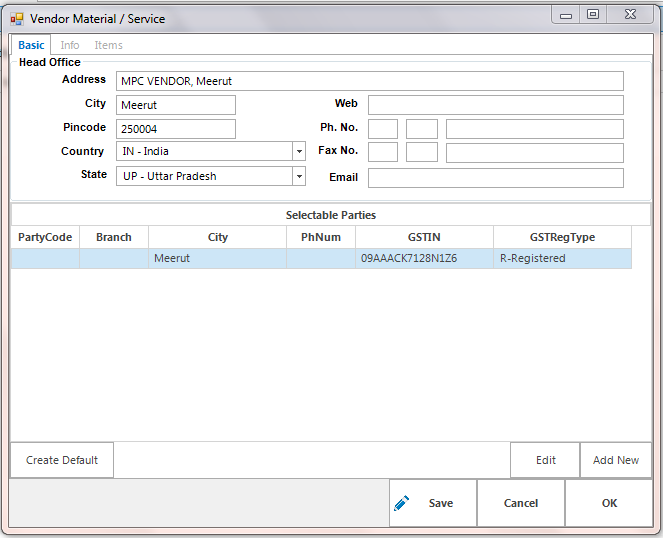 Vendor Material / Service
Basic Info Items
Head Office
Address MPC VENDOR, Meerut
City Meerut Web
Pincode 250004 Ph. No.
Country IN - India Fax No.
State UP - Uttar Pradesh Email
Selectable Parties
PartyCode Branch City PhNum GSTIN GSTRegType
Meerut 09AAACK7128N1Z6 R-Registered
Create Default Edit Add New
Save Cancel OK